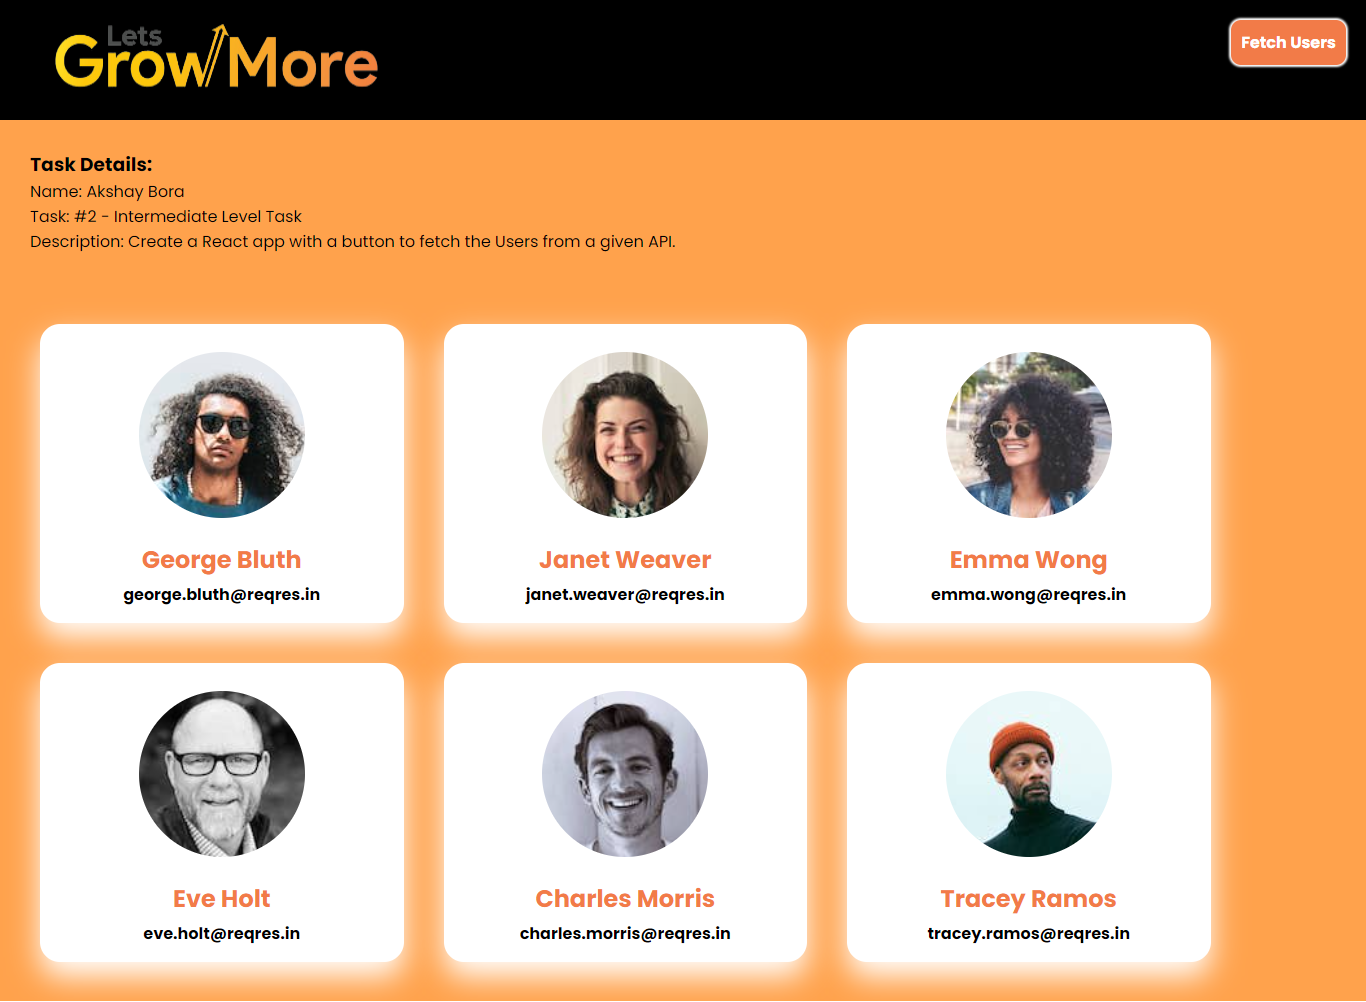 Lets
GrowMore
Fetch Users
Task Details:
Name: Akshay Bora
Task: #2 - Intermediate Level Task
Description: Create a React app with a button to fetch the Users from a given API.
George Bluth
george.bluth@reqres.in
Janet Weaver
janet.weaver@reqres.in
Emma Wong
emma.wong@reqres.in
Eve Holt
eve.holt@reqres.in
Charles Morris
charles.morris@reqres.in
Tracey Ramos
tracey.ramos@reqres.in